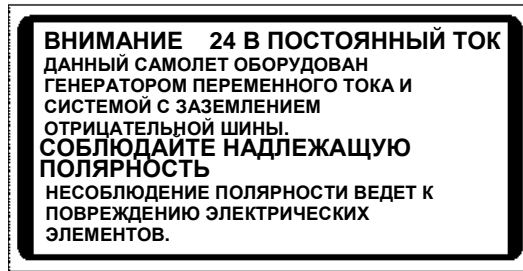 ВНИМАНИЕ 24 В ПОСТОЯННЫЙ ТОК
ДАННЫЙ САМОЛЕТ ОБОРУДОВАН
ГЕНЕРАТОРОМ ПЕРЕМЕННОГО ТОКА И
СИСТЕМОЙ С ЗАЗЕМЛЕНИЕМ
ОТРИЦАТЕЛЬНОЙ ШИНЫ.
СОБЛЮДАЙТЕ НАДЛЕЖАЩУЮ
ПОЛЯРНОСТЬ
НЕСОБЛЮДЕНИЕ ПОЛЯРНОСТИ ВЕДЕТ К
ПОВРЕЖДЕНИЮ ЭЛЕКТРИЧЕСКИХ
ЭЛЕМЕНТОВ.